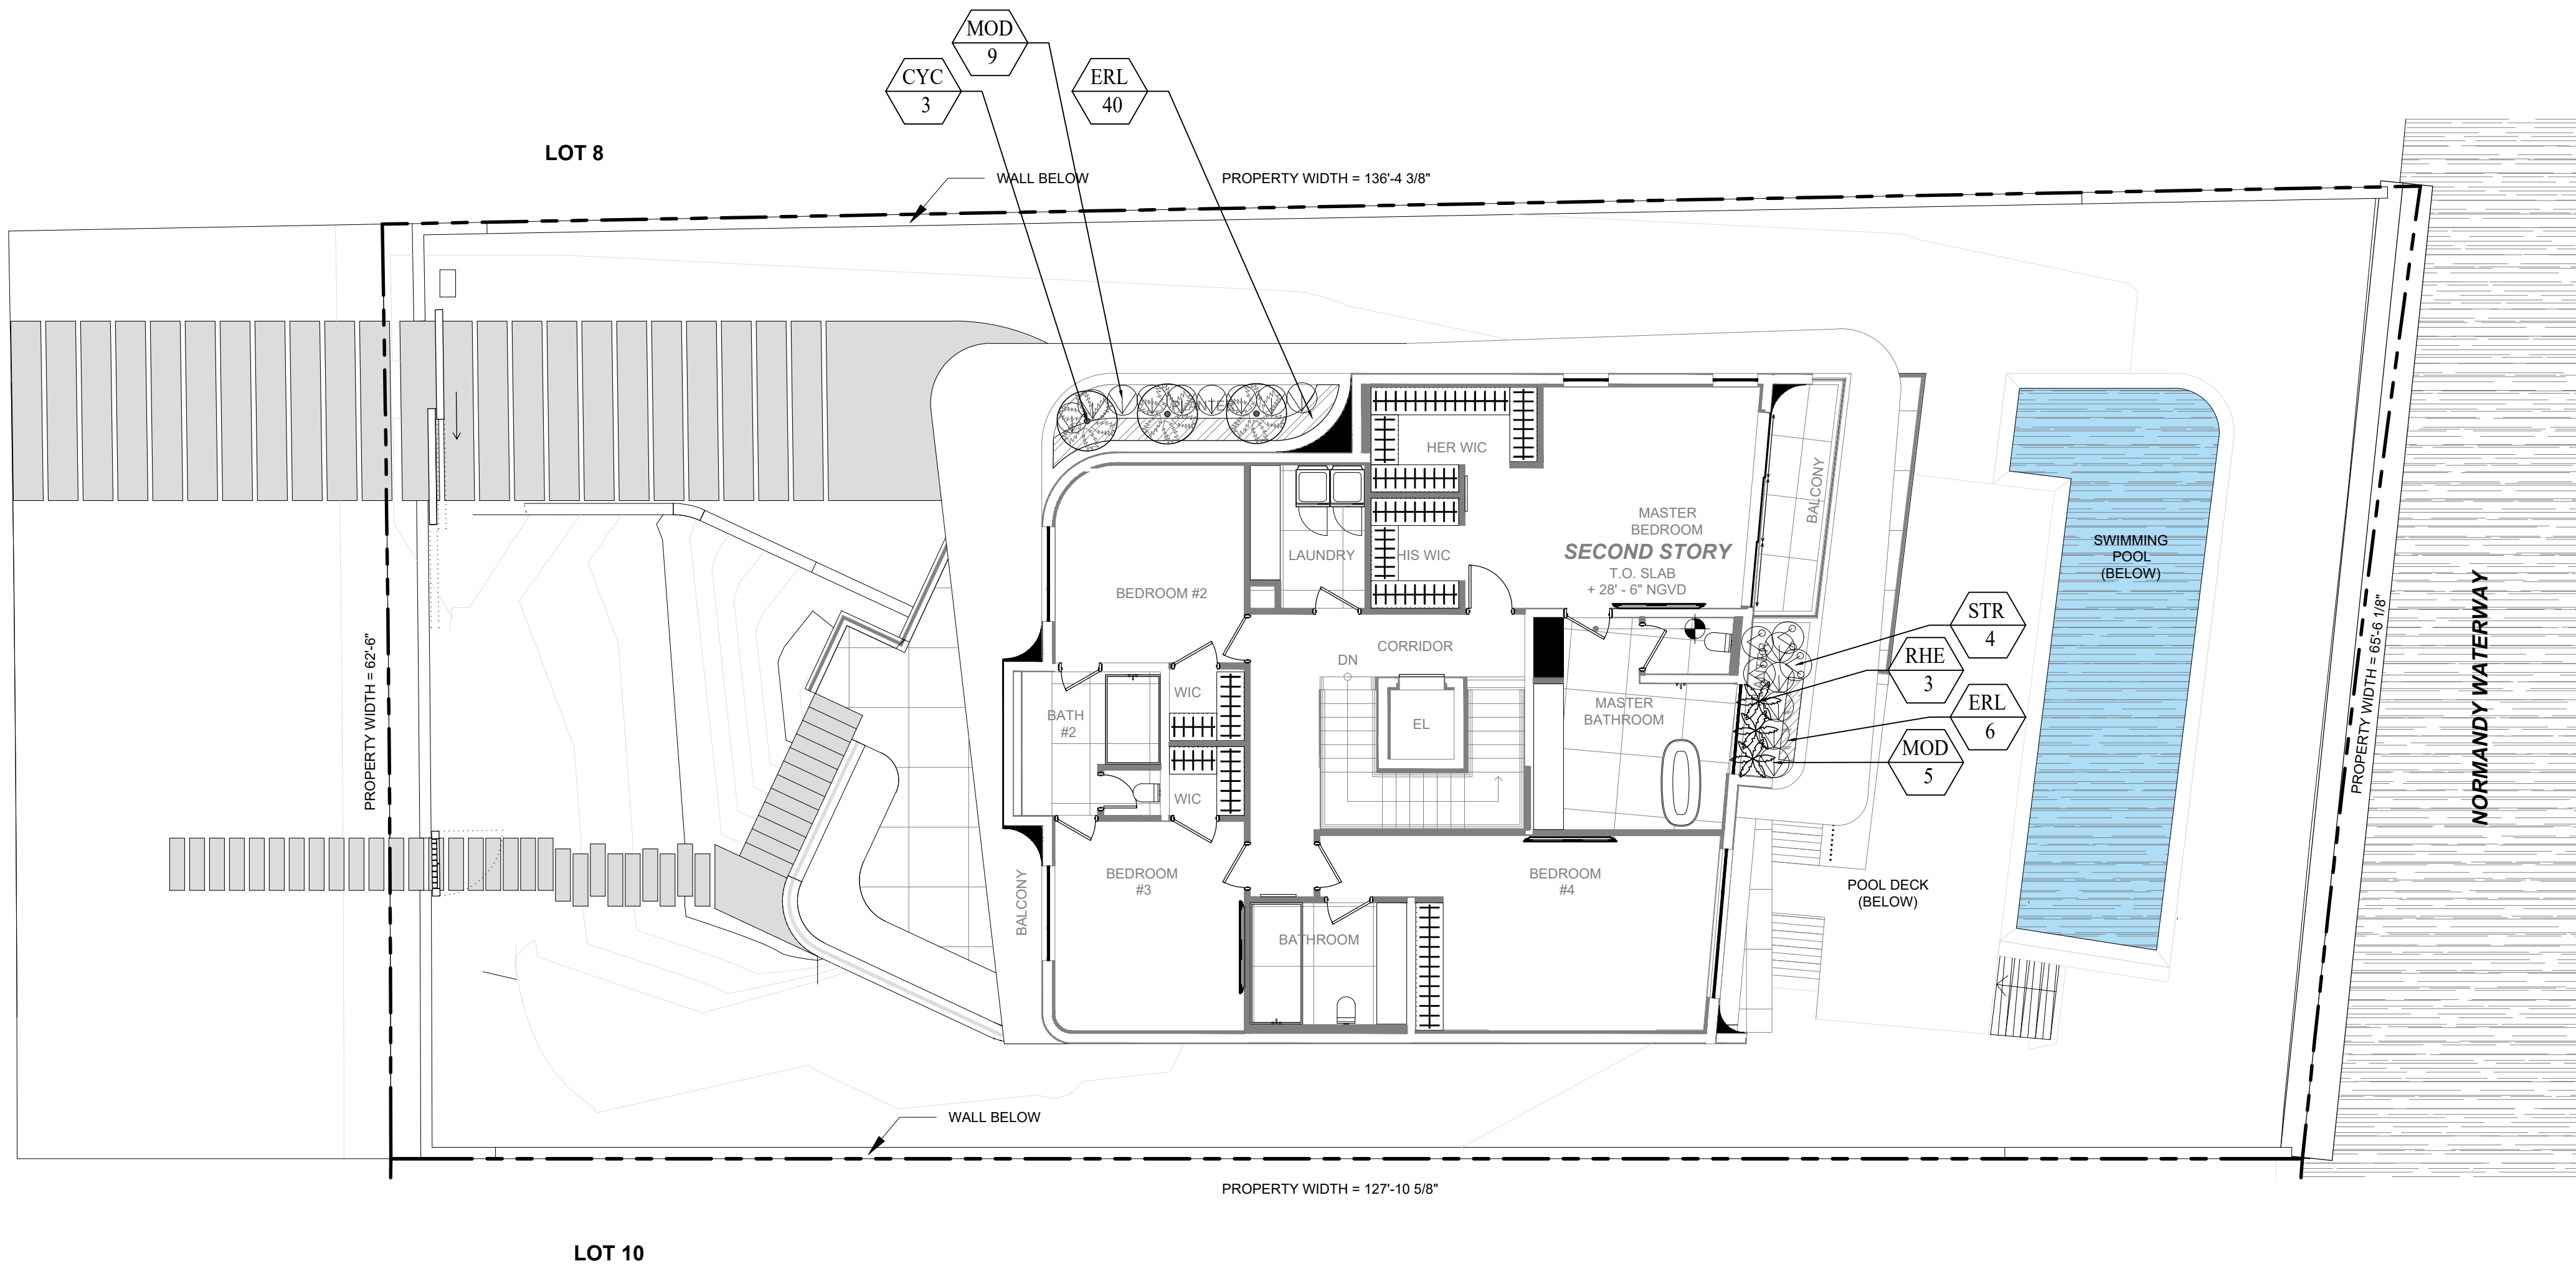 MOD
9
CYC
3
ERL
40
LOT 8
WALL BELOW
PROPERTY WIDTH = 136'-4 3/8"
HER WIC
BALCONY
MASTER
BEDROOM
SECOND STORY
T.O. SLAB
+ 28' - 6" NGVD
LAUNDRY
HIS WIC
BEDROOM #2
SWIMMING
POOL
(BELOW)
NORMANDY WATERWAY
PROPERTY WIDTH = 62'-6"
PROPERTY WIDTH = 65'-6 1/8"
STR
4
RHE
3
ERL
6
MOD
5
CORRIDOR
DN
EL
WIC
BATH
#2
WIC
MASTER
BATHROOM
BEDROOM
#3
BEDROOM
#4
BALCONY
BATHROOM
POOL DECK
(BELOW)
WALL BELOW
PROPERTY WIDTH = 127'-10 5/8"
LOT 10